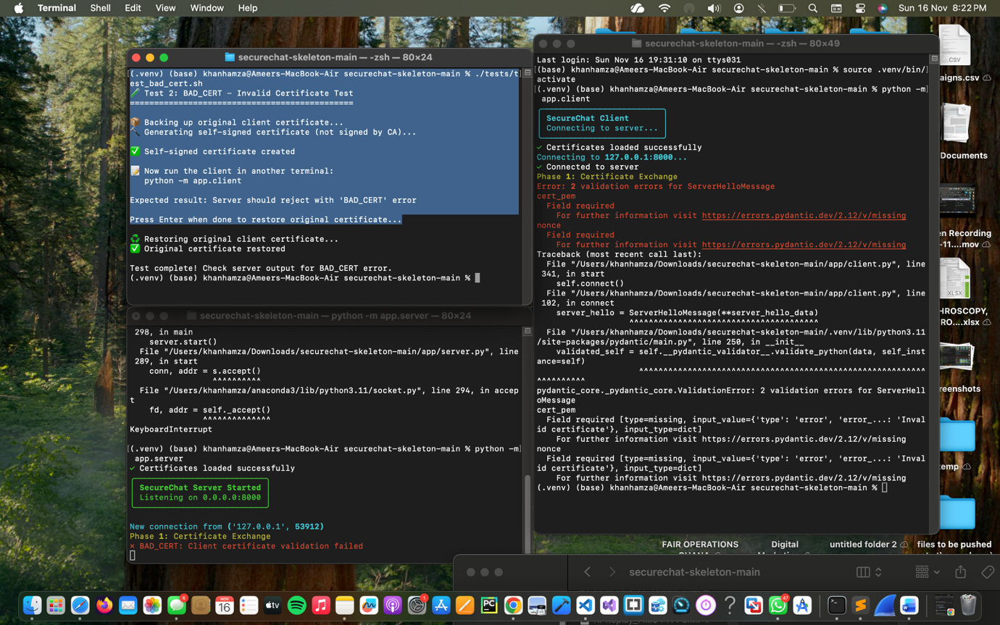 Terminal Shell Edit View Window Help Sun 16 Nov 8:22 PM
securechat-skeleton-main — -zsh — 80×24
(.venv) (base) khanhamza@Ameers-MacBook-Air securechat-skeleton-main % ./tests/t
est_bad_cert.sh
Test 2: BAD_CERT - Invalid Certificate Test
================================================
Backing up original client certificate...
Generating self-signed certificate (not signed by CA)...
Self-signed certificate created
Now run the client in another terminal:
python -m app.client
Expected result: Server should reject with 'BAD_CERT' error
Press Enter when done to restore original certificate...
Restoring original client certificate...
Original certificate restored
Test complete! Check server output for BAD_CERT error.
(.venv) (base) khanhamza@Ameers-MacBook-Air securechat-skeleton-main %
securechat-skeleton-main — python -m app.server — 80×24
298, in main
server.start()
File "/Users/khanhamza/Downloads/securechat-skeleton-main/app/server.py", line
289, in start
conn, addr = s.accept()
^^^^^^^^^^
File "/Users/khanhamza/anaconda3/lib/python3.11/socket.py", line 294, in accep
t
fd, addr = self._accept()
^^^^^^^^^^^^^^
KeyboardInterrupt
(.venv) (base) khanhamza@Ameers-MacBook-Air securechat-skeleton-main % python -m
app.server
✓ Certificates loaded successfully
SecureChat Server Started
Listening on 0.0.0.0:8000
New connection from ('127.0.0.1', 53912)
Phase 1: Certificate Exchange
✗ BAD_CERT: Client certificate validation failed
securechat-skeleton-main — -zsh — 80×49
Last login: Sun Nov 16 19:31:10 on ttys031
(base) khanhamza@Ameers-MacBook-Air securechat-skeleton-main % source .venv/bin/
activate
(.venv) (base) khanhamza@Ameers-MacBook-Air securechat-skeleton-main % python -m
app.client
SecureChat Client
Connecting to server...
✓ Certificates loaded successfully
Connecting to 127.0.0.1:8000...
✓ Connected to server
Phase 1: Certificate Exchange
Error: 2 validation errors for ServerHelloMessage
cert_pem
Field required
For further information visit https://errors.pydantic.dev/2.12/v/missing
nonce
Field required
For further information visit https://errors.pydantic.dev/2.12/v/missing
Traceback (most recent call last):
File "/Users/khanhamza/Downloads/securechat-skeleton-main/app/client.py", line
341, in start
self.connect()
File "/Users/khanhamza/Downloads/securechat-skeleton-main/app/client.py", line
102, in connect
server_hello = ServerHelloMessage(**server_hello_data)
^^^^^^^^^^^^^^^^^^^^^^^^^^^^^^^^^^^^^^^
File "/Users/khanhamza/Downloads/securechat-skeleton-main/.venv/lib/python3.11
/site-packages/pydantic/main.py", line 250, in __init__
validated_self = self.__pydantic_validator__.validate_python(data, self_inst
ance=self)
^^^^^^^^^^^^^^^^^^^^^^^^^^^^^^^^^^^^^^^^^^^^^^^^^^^^^^^^^^^
^^^^^^^^^^
pydantic_core._pydantic_core.ValidationError: 2 validation errors for ServerHell
oMessage
cert_pem
Field required [type=missing, input_value={'type': 'error', 'error_...: 'Inval
id certificate'}, input_type=dict]
For further information visit https://errors.pydantic.dev/2.12/v/missing
nonce
Field required [type=missing, input_value={'type': 'error', 'error_...: 'Inval
id certificate'}, input_type=dict]
For further information visit https://errors.pydantic.dev/2.12/v/missing
(.venv) (base) khanhamza@Ameers-MacBook-Air securechat-skeleton-main %
CSV
aigns.csv
Documents
en Recording
-11....mov
XLSX
HROSCOPY,
RO....xlsx
reenshots
temp
FAIR OPERATIONS
Digital
untitled folder 2
files to be pushed
securechat-skeleton-main
6
NOV
16
tv
1
PC
47